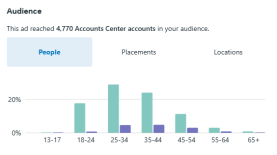 Audience
This ad reached 4,770 Accounts Center accounts in your audience.
People Placements Locations
20%
0%
13-17 18-24 25-34 35-44 45-54 55-64 65+